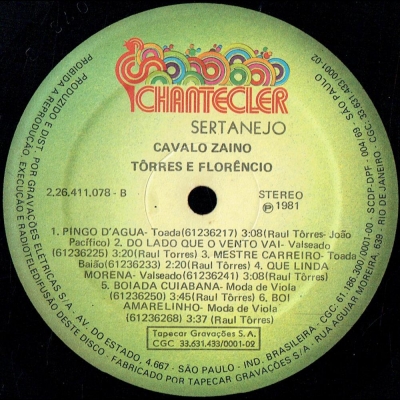 CHANTECLER
SERTANEJO
CAVALO ZAINO
TÔRRES E FLORÊNCIO
2.26.411.078 - B
STEREO
Ⓟ 1981
1. PINGO D'AGUA- Toada(61236217) 3:08(Raul Tôrres-João
Pacífico) 2. DO LADO QUE O VENTO VAI- Valseado
(61236225) 3:20(Raul Tôrres) 3. MESTRE CARREIRO- Toada
Baião(61236233) 2:20(Raul Tôrres) 4. QUE LINDA
MORENA- Valseado(61236241) 3:08(Raul Tôrres)
5. BOIADA CUIABANA- Moda de Viola
(61236250) 3:45(Raul Tôrres) 6. BOI
AMARELINHO- Moda de Viola
(61236268) 3:37 (Raul Tôrres)
Tapecar Gravações S.A.
CGC 33.631.433/0001-02
PRODUZIDO E DIST. POR GRAVAÇÕES ELETRICAS S/A - AV. DO ESTADO, 4.667 - SÃO PAULO - IND. BRASILEIRA - CGC 61.186.300/0001-00 - SCDP-DPF- 004/69 - SÃO PAULO
PROIBIDA A REPRODUÇÃO, EXECUÇÃO E RADIOTELEDIFUSÃO DESTE DISCO - FABRICADO POR TAPECAR GRAVAÇÕES S/A - RUA AGUIAR MOREIRA, 639 - RIO DE JANEIRO - CGC. 33.631.433/0001-02